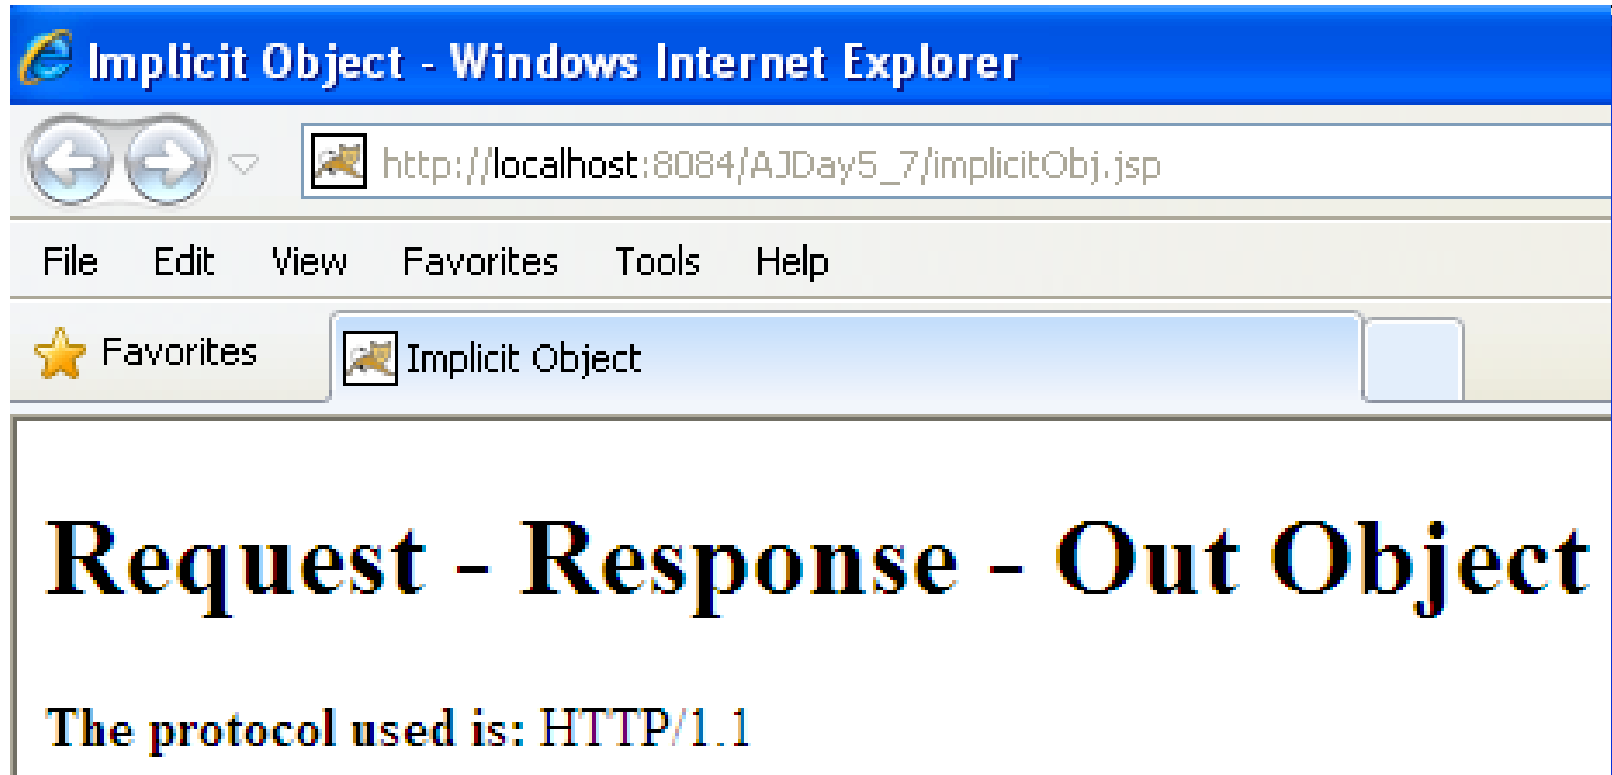 Implicit Object - Windows Internet Explorer
http://localhost:8084/AJDay5_7/implicitObj.jsp
File Edit View Favorites Tools Help
Favorites Implicit Object
Request - Response - Out Object
The protocol used is: HTTP/1.1